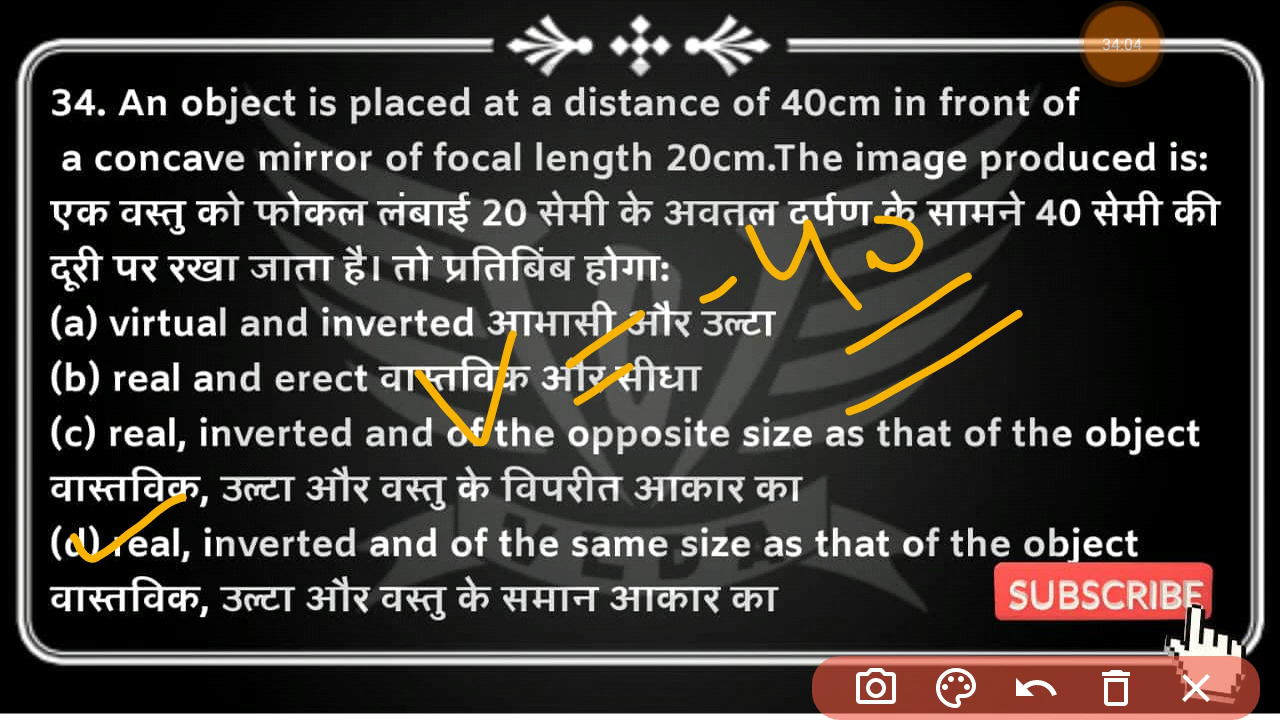 34:04
34. An object is placed at a distance of 40cm in front of
a concave mirror of focal length 20cm.The image produced is:
एक वस्तु को फोकल लंबाई 20 सेमी के अवतल दर्पण के सामने 40 सेमी की
दूरी पर रखा जाता है। तो प्रतिबिंब होगा:
(a) virtual and inverted आभासी और उल्टा
(b) real and erect वास्तविक और सीधा
(c) real, inverted and of the opposite size as that of the object
वास्तविक, उल्टा और वस्तु के विपरीत आकार का
(d) real, inverted and of the same size as that of the object
वास्तविक, उल्टा और वस्तु के समान आकार का
V = -40
VEDA
SUBSCRIBE